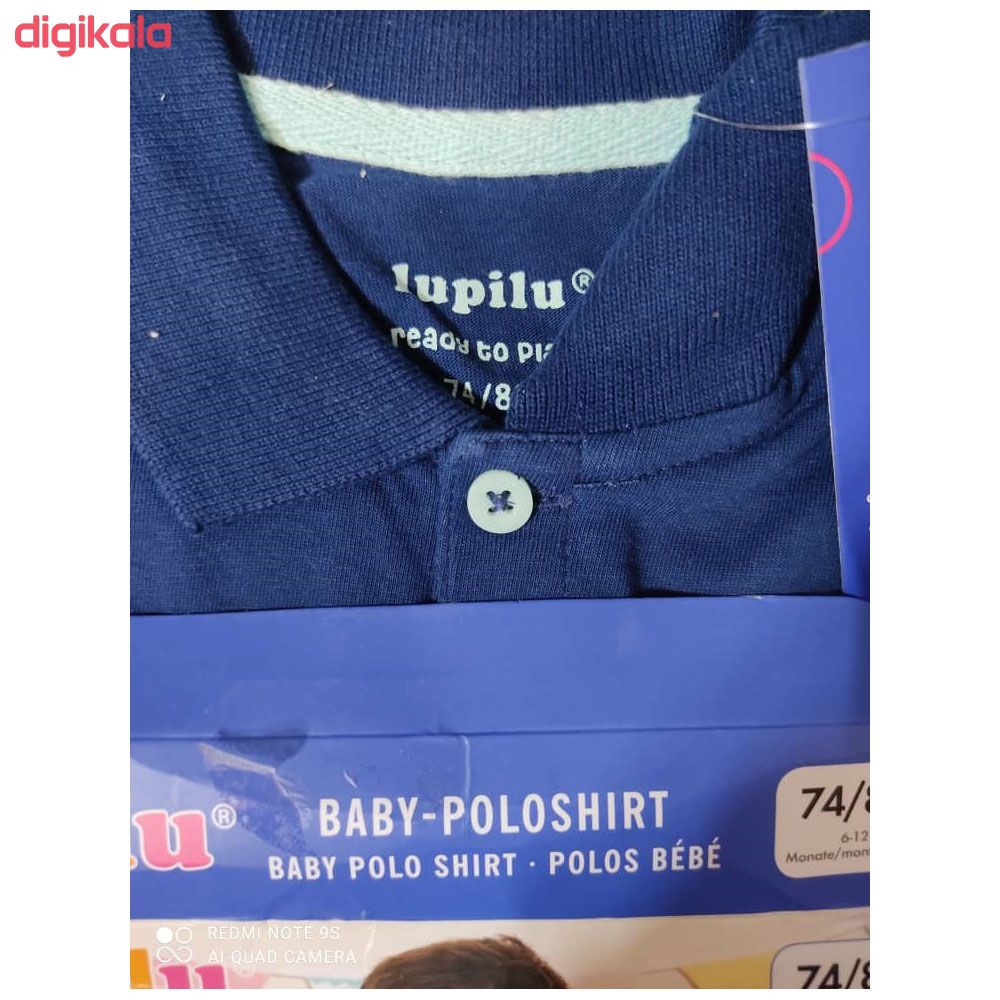 digikala
lupilu®
ready to pla
74/8
BABY-POLOSHIRT
74/8
u®
6-12
BABY POLO SHIRT · POLOS BÉBÉ
Monate/mon
REDMI NOTE 9S
AI QUAD CAMERA
74/8